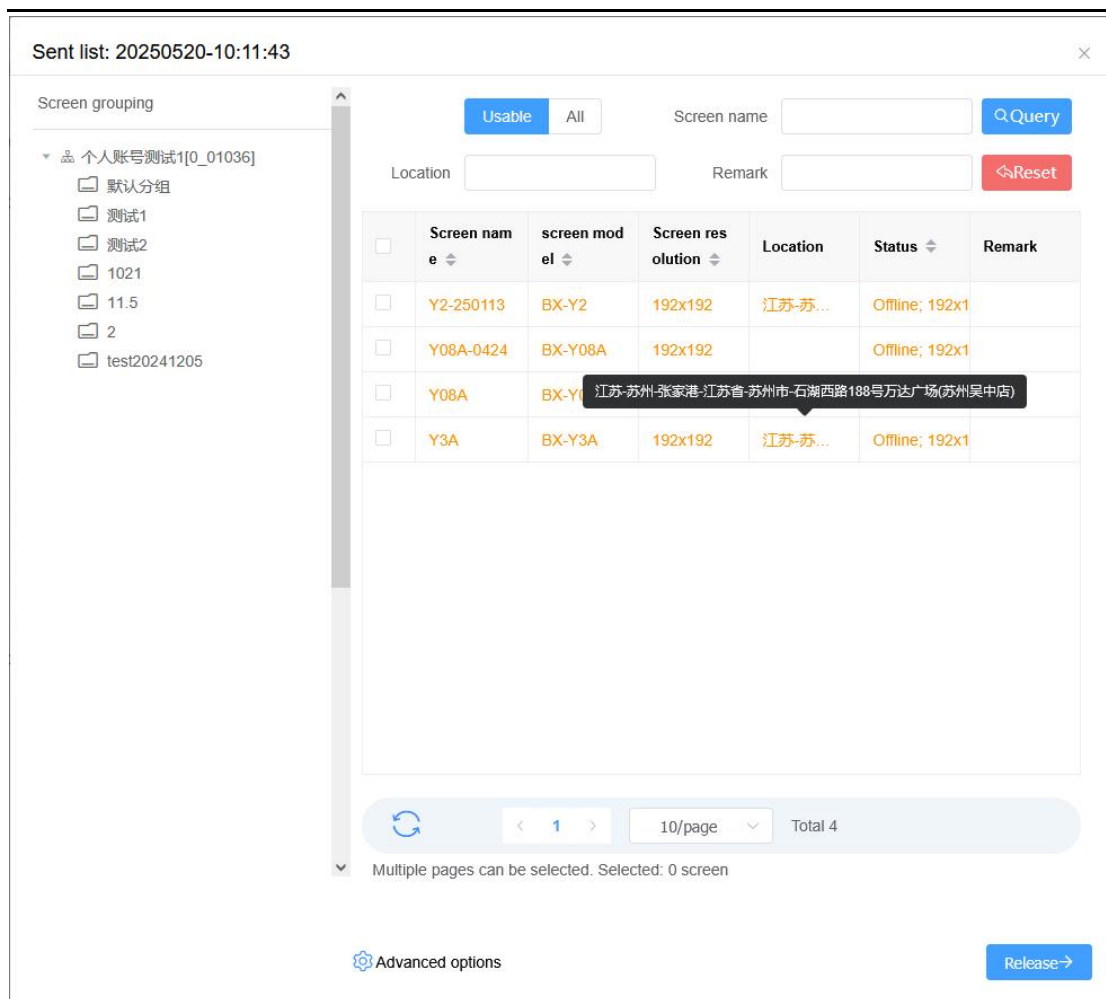 Sent list: 20250520-10:11:43
Screen grouping
个人账号测试1[0_01036]
默认分组
测试1
测试2
1021
11.5
2
test20241205
Usable All Screen name Query
Location Remark Reset
Screen nam
e
screen mod
el
Screen res
olution
Location
Status
Remark
Y2-250113 BX-Y2 192x192 江苏-苏... Offline; 192x1
Y08A-0424 BX-Y08A 192x192 Offline; 192x1
江苏-苏州-张家港-江苏省-苏州市-石湖西路188号万达广场(苏州吴中店)
Y08A BX-Y
Y3A BX-Y3A 192x192 江苏-苏... Offline; 192x1
1 10/page Total 4
Multiple pages can be selected. Selected: 0 screen
Advanced options
Release